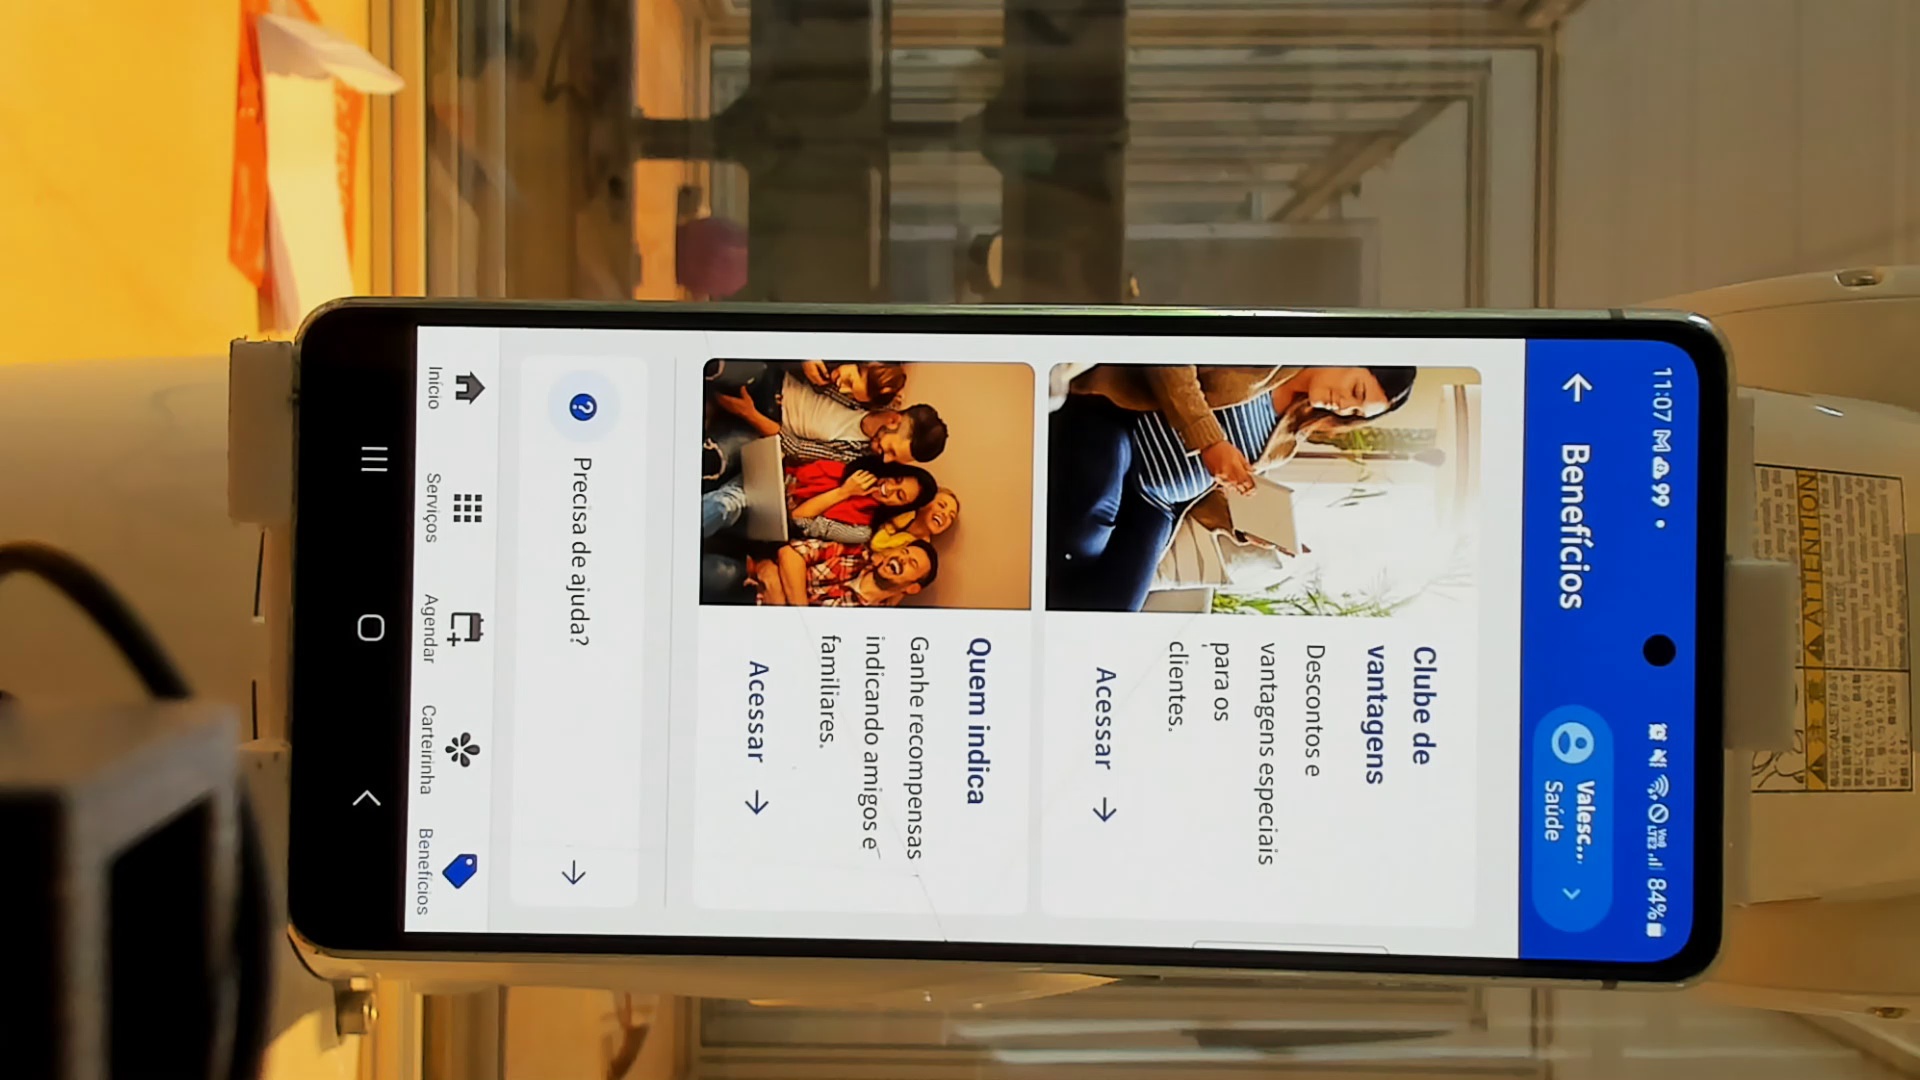 11:07
99
84%
Benefícios
Valesc...
Saúde
Clube de
vantagens
Descontos e
vantagens especiais
para os
clientes.
Acessar
Quem indica
Ganhe recompensas
indicando amigos e
familiares.
Acessar
Precisa de ajuda?
Início
Serviços
Agendar
Carteirinha
Benefícios
ATTENTION